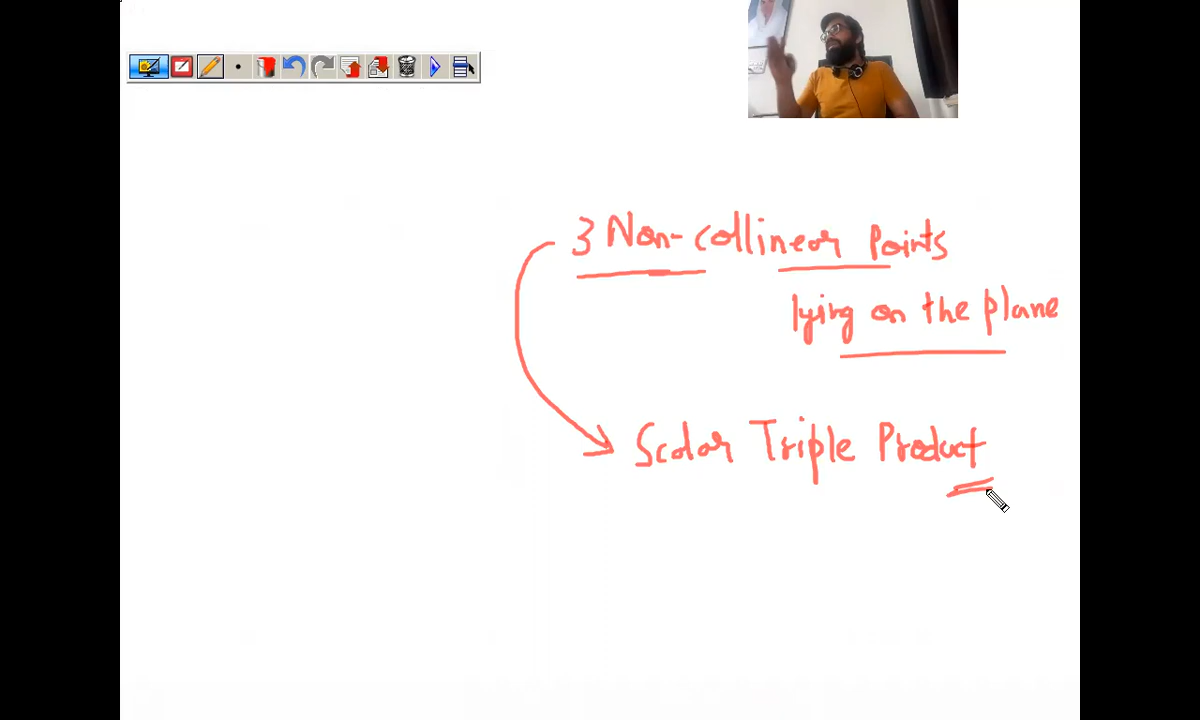 3 Non-collinear points
lying on the plane
Scalar Triple Product